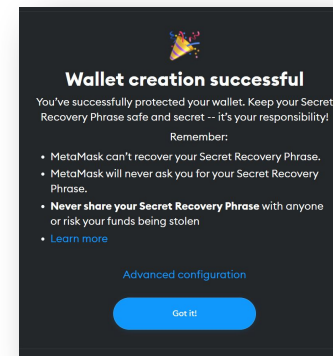 Wallet creation successful
You've successfully protected your wallet. Keep your Secret
Recovery Phrase safe and secret -- it's your responsibility!
Remember:
• MetaMask can't recover your Secret Recovery Phrase.
• MetaMask will never ask you for your Secret Recovery
Phrase.
• Never share your Secret Recovery Phrase with anyone
or risk your funds being stolen
• Learn more
Advanced configuration
Got it!